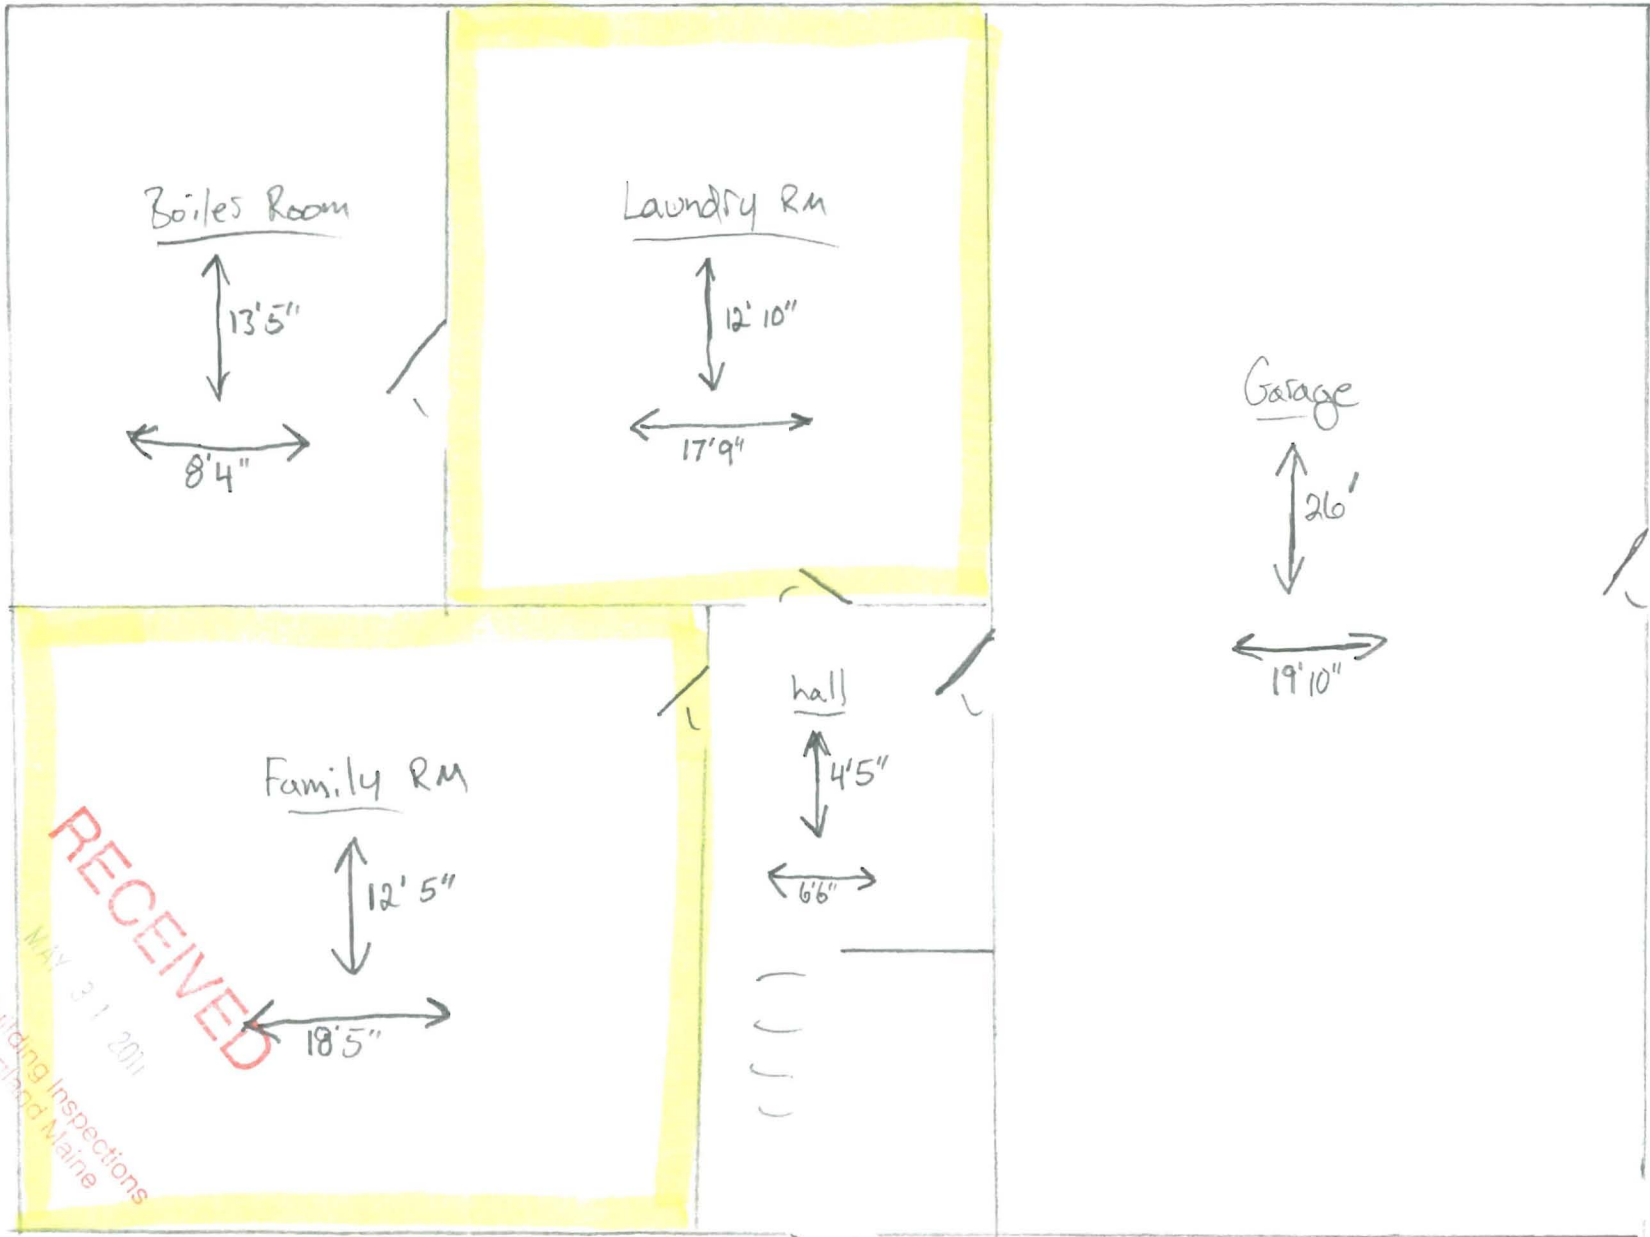 Boiler Room
13'5"
8'4"
Laundry RM
12'10"
17'9"
Garage
26'
19'10"
hall
4'5"
6'6"
Family RM
12'5"
18'5"
RECEIVED
MAY 31 2011
Inspections
Maine